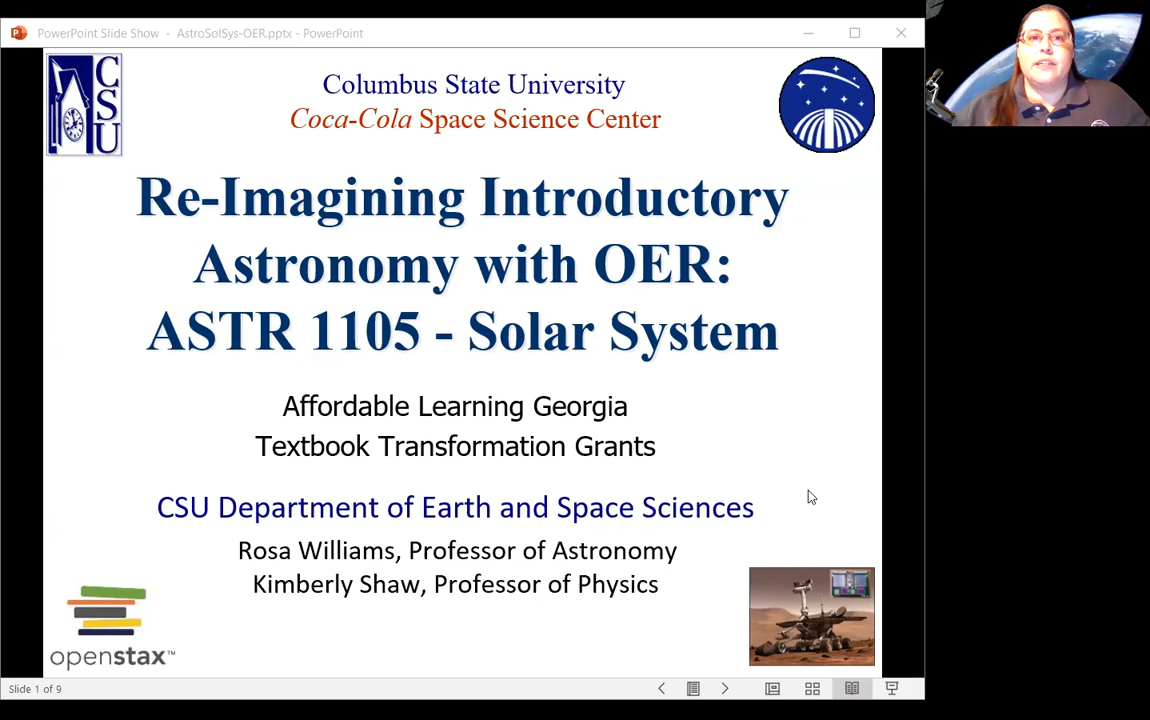 PowerPoint Slide Show - AstroSolSys-OER.pptx - PowerPoint
CSU
Columbus State University
Coca-Cola Space Science Center
Re-Imagining Introductory
Astronomy with OER:
ASTR 1105 - Solar System
Affordable Learning Georgia
Textbook Transformation Grants
CSU Department of Earth and Space Sciences
Rosa Williams, Professor of Astronomy
Kimberly Shaw, Professor of Physics
openstax™
Slide 1 of 9